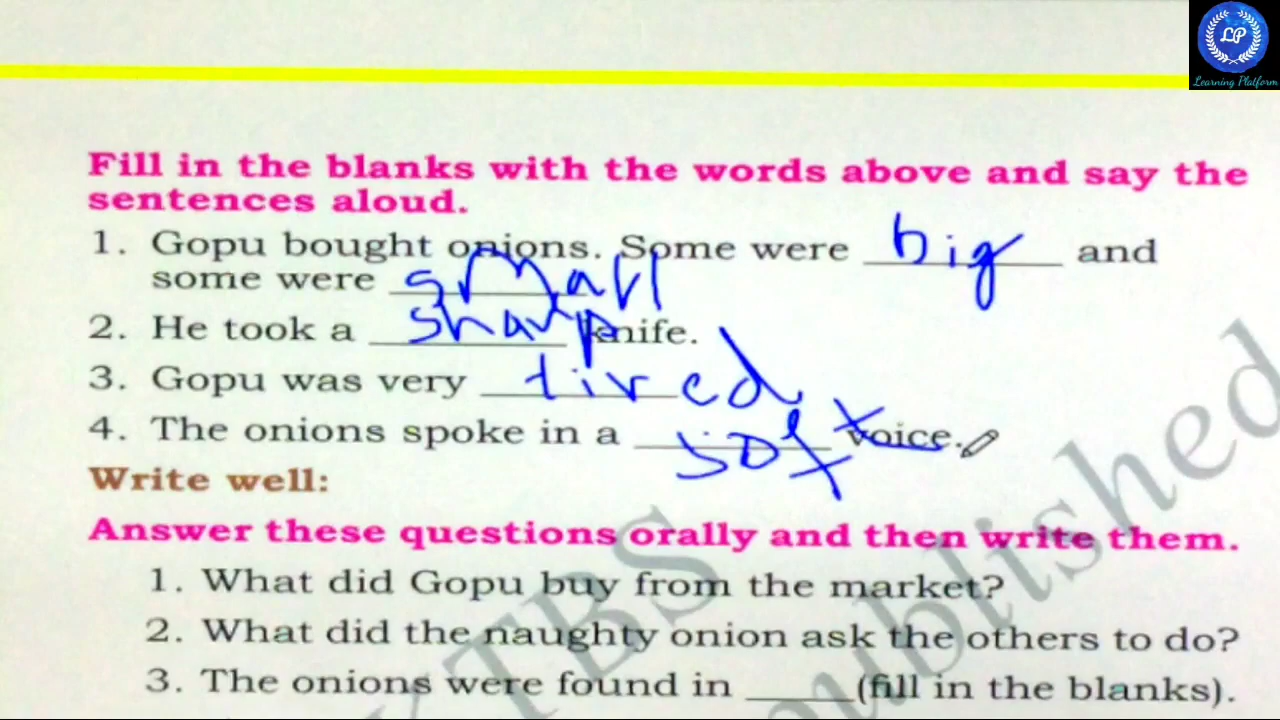 LP
Learning Platform
Fill in the blanks with the words above and say the
sentences aloud.
1. Gopu bought onions. Some were big and
some were small
2. He took a sharp knife.
3. Gopu was very tired
4. The onions spoke in a soft voice.
Write well:
Answer these questions orally and then write them.
1. What did Gopu buy from the market?
2. What did the naughty onion ask the others to do?
3. The onions were found in _____ (fill in the blanks).
KTBS
published